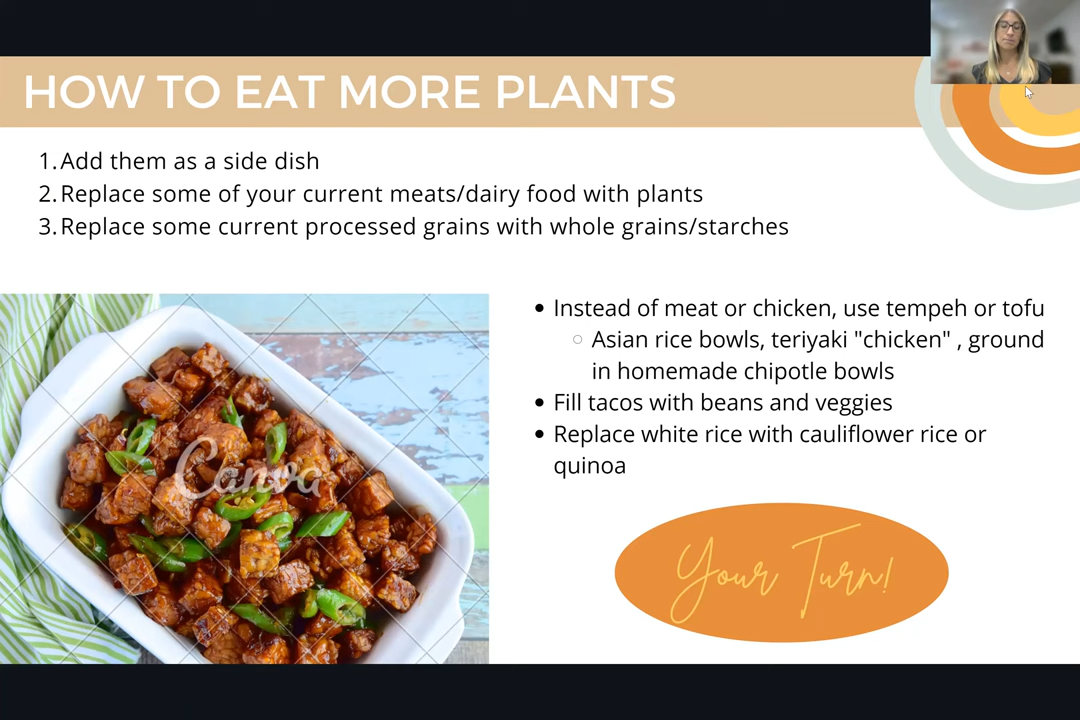 HOW TO EAT MORE PLANTS
1. Add them as a side dish
2. Replace some of your current meats/dairy food with plants
3. Replace some current processed grains with whole grains/starches
• Instead of meat or chicken, use tempeh or tofu
○ Asian rice bowls, teriyaki "chicken" , ground
in homemade chipotle bowls
• Fill tacos with beans and veggies
• Replace white rice with cauliflower rice or
quinoa
Canva
Your Turn!